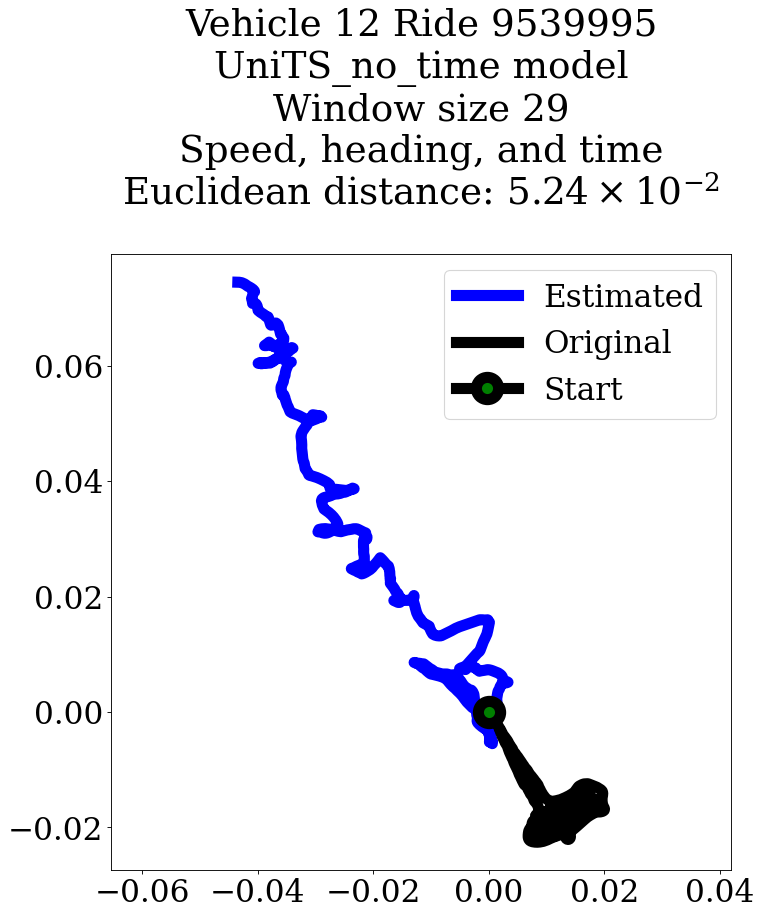 Vehicle 12 Ride 9539995
UniTS_no_time model
Window size 29
Speed, heading, and time
Euclidean distance: 5.24 × 10⁻²
Estimated
Original
Start
0.06
0.04
0.02
0.00
−0.02
−0.06 −0.04 −0.02 0.00 0.02 0.04